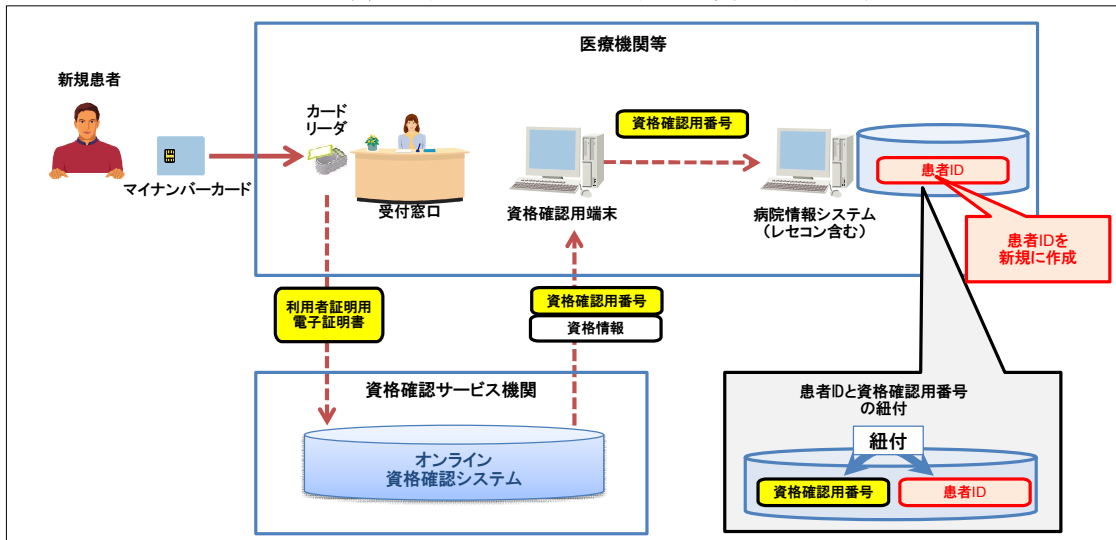 医療機関等
新規患者
マイナンバーカード
カード
リーダ
受付窓口
資格確認用端末
資格確認用番号
病院情報システム
（レセコン含む）
患者ID
患者IDを
新規に作成
利用者証明用
電子証明書
資格確認用番号
資格情報
資格確認サービス機関
オンライン
資格確認システム
患者IDと資格確認用番号
の紐付
紐付
資格確認用番号
患者ID